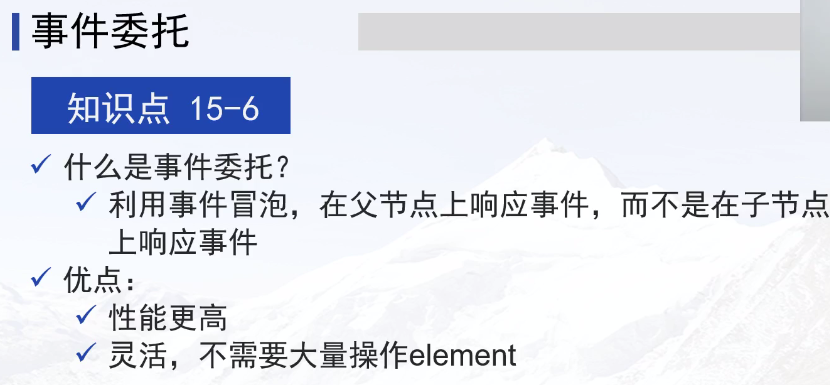 事件委托
知识点 15-6
✓ 什么是事件委托?
✓ 利用事件冒泡，在父节点上响应事件，而不是在子节点
上响应事件
✓ 优点：
✓ 性能更高
✓ 灵活，不需要大量操作element